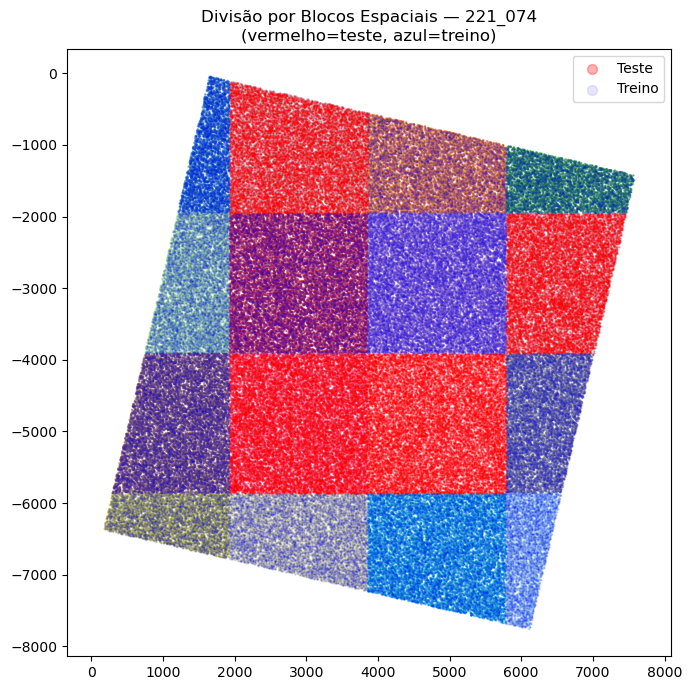 Divisão por Blocos Espaciais — 221_074
(vermelho=teste, azul=treino)
Teste
Treino
0
−1000
−2000
−3000
−4000
−5000
−6000
−7000
−8000
0 1000 2000 3000 4000 5000 6000 7000 8000